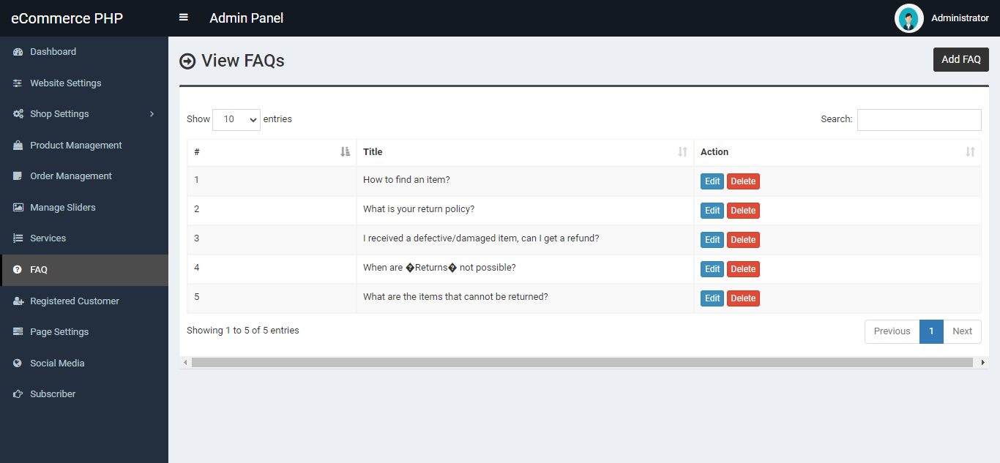 eCommerce PHP
Admin Panel
Administrator
Dashboard
Website Settings
Shop Settings
Product Management
Order Management
Manage Sliders
Services
FAQ
Registered Customer
Page Settings
Social Media
Subscriber
View FAQs
Add FAQ
Show 10 entries
Search:
# Title Action
1 How to find an item? Edit Delete
2 What is your return policy? Edit Delete
3 I received a defective/damaged item, can I get a refund? Edit Delete
4 When are �Returns� not possible? Edit Delete
5 What are the items that cannot be returned? Edit Delete
Showing 1 to 5 of 5 entries
Previous 1 Next